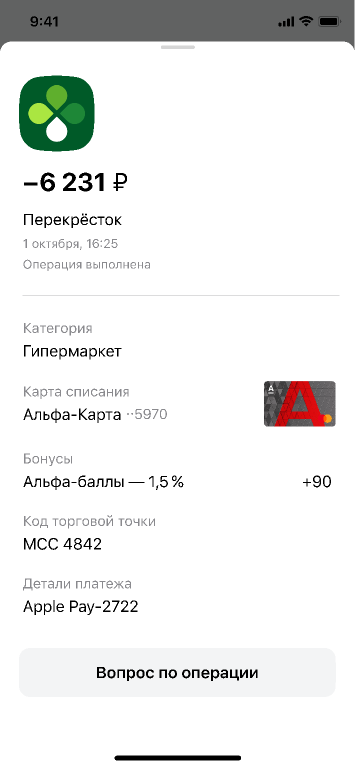 9:41
−6 231 ₽
Перекрёсток
1 октября, 16:25
Операция выполнена
Категория
Гипермаркет
Карта списания
Альфа-Карта ··5970
А
А.
Бонусы
Альфа-баллы — 1,5 % +90
Код торговой точки
MCC 4842
Детали платежа
Apple Pay-2722
Вопрос по операции